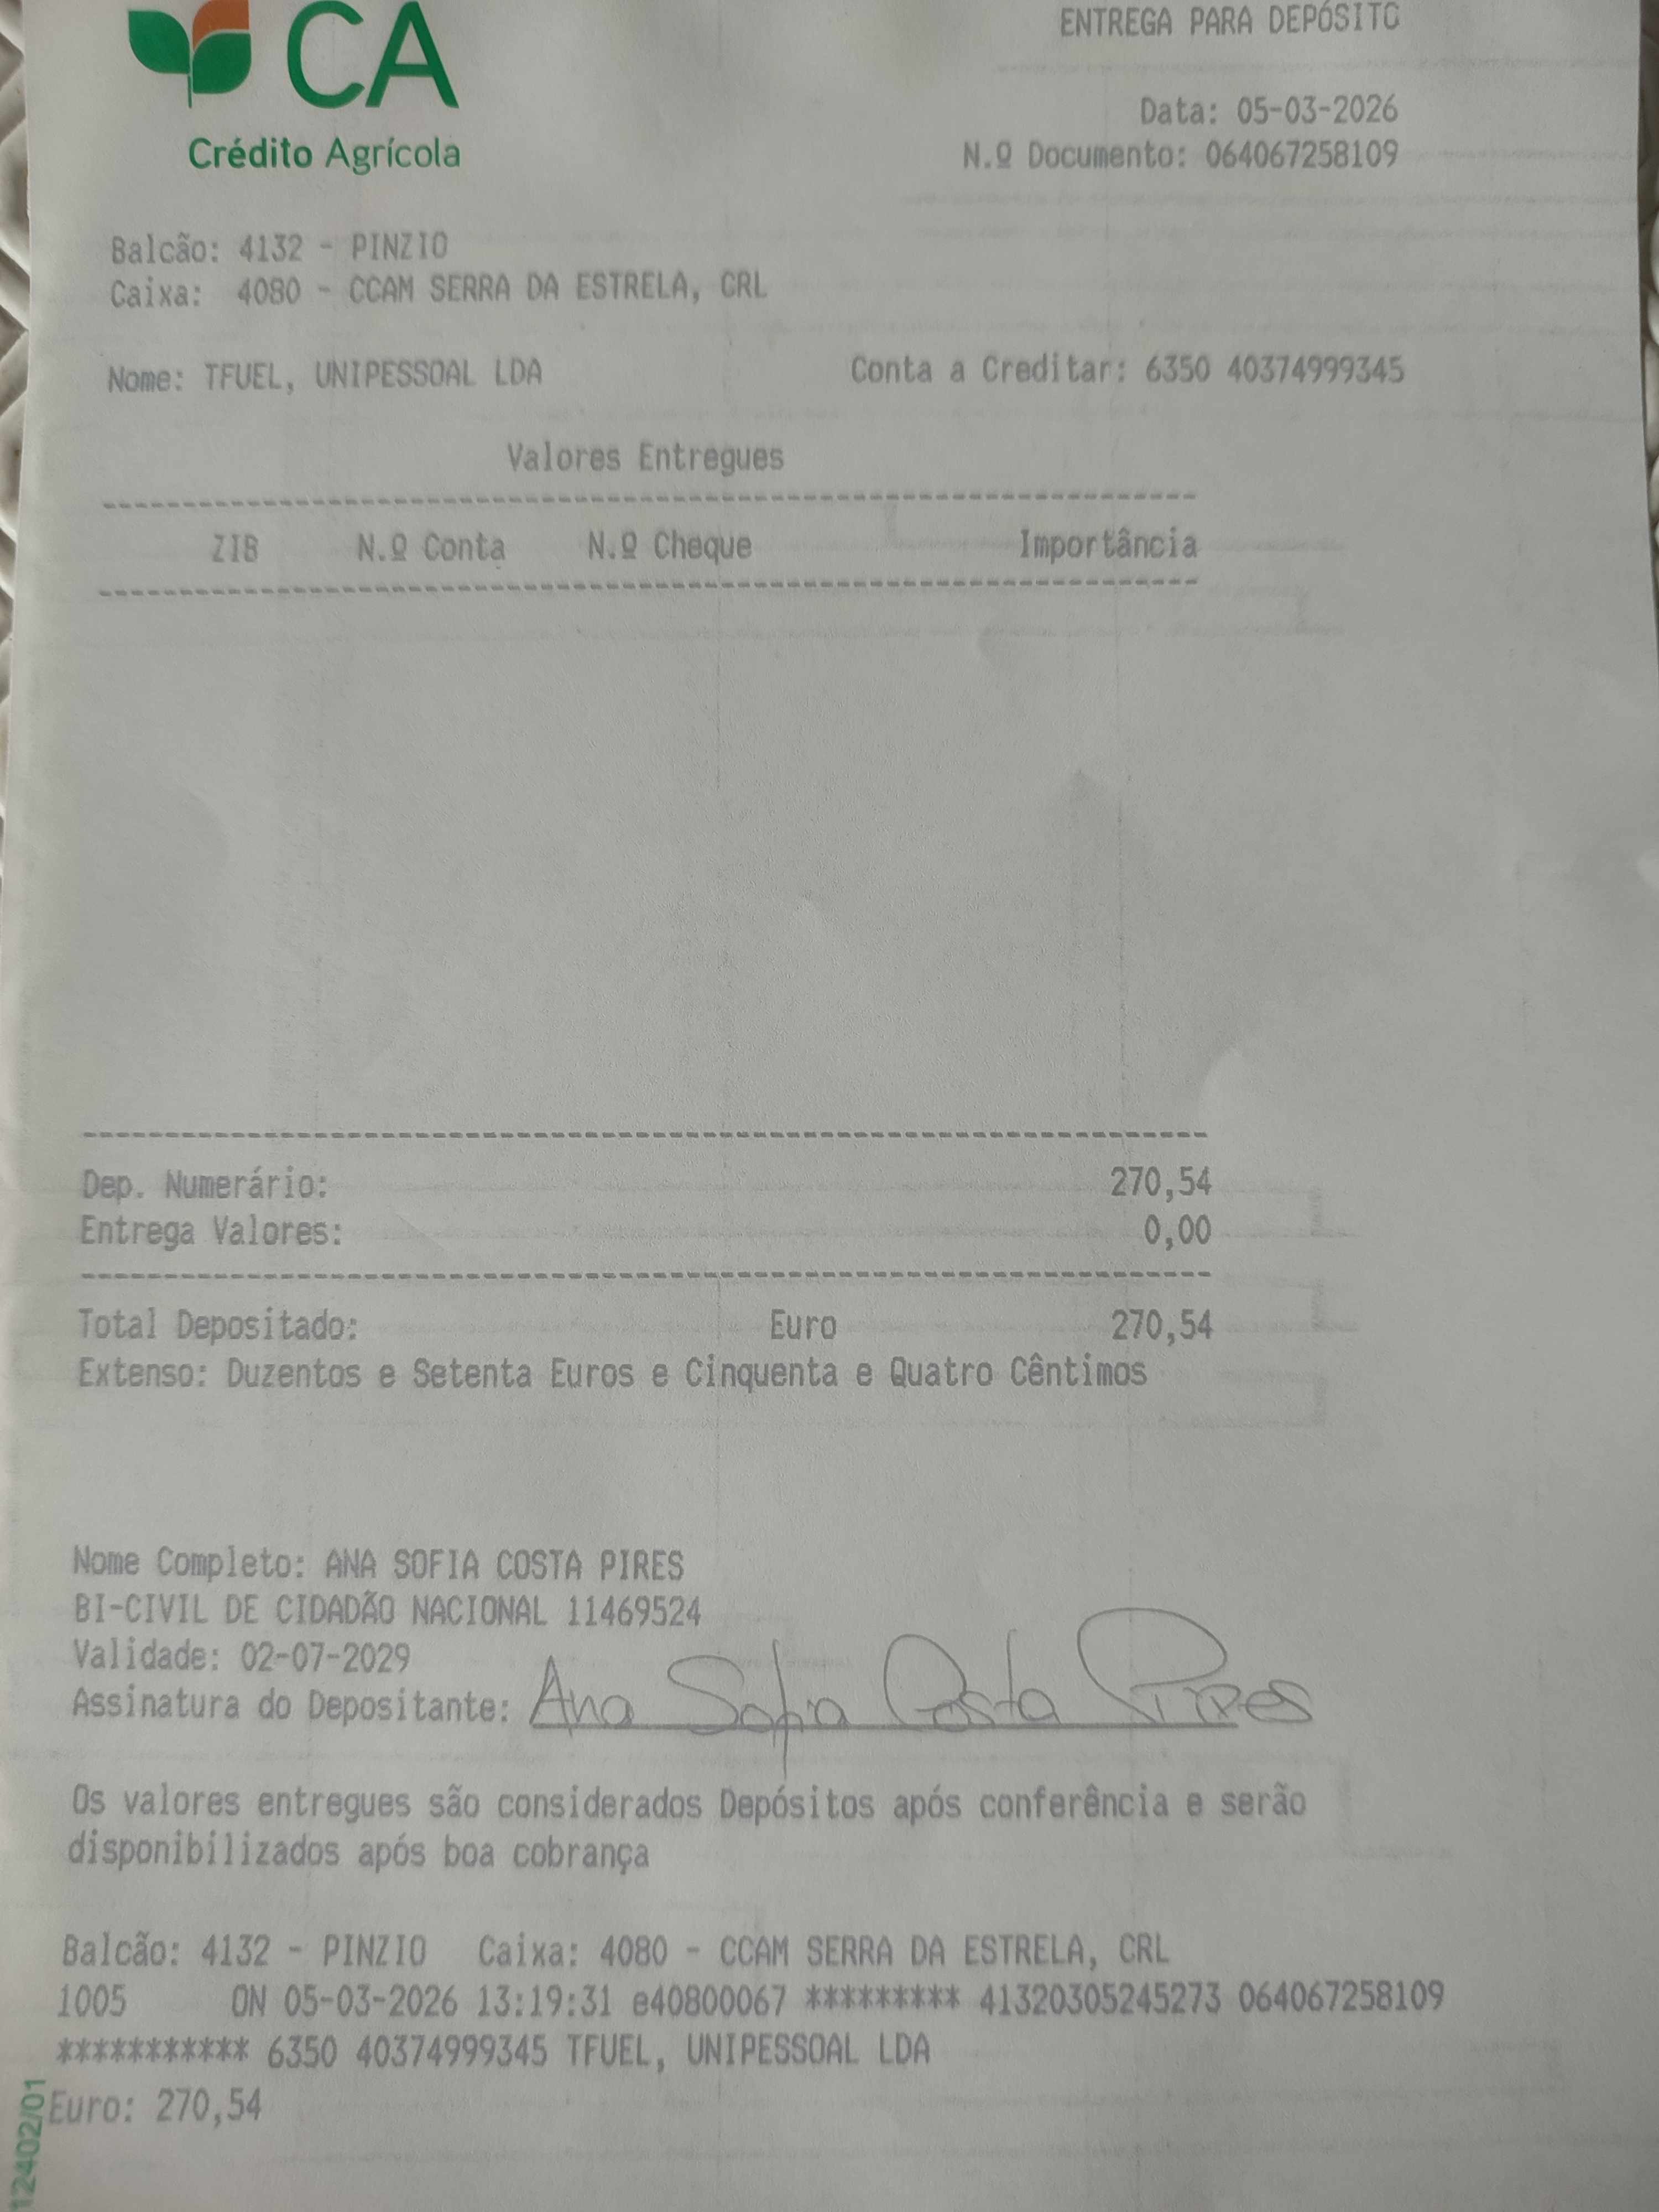 CA
Crédito Agrícola
ENTREGA PARA DEPÓSITO
Data: 05-03-2026
N.º Documento: 064067258109
Balcão: 4132 - PINZIO
Caixa: 4080 - CCAM SERRA DA ESTRELA, CRL
Nome: TFUEL, UNIPESSOAL LDA Conta a Creditar: 6350 40374999345
Valores Entregues
ZIB N.º Conta N.º Cheque Importância
Dep. Numerário: 270,54
Entrega Valores: 0,00
Total Depositado: Euro 270,54
Extenso: Duzentos e Setenta Euros e Cinquenta e Quatro Cêntimos
Nome Completo: ANA SOFIA COSTA PIRES
BI-CIVIL DE CIDADÃO NACIONAL 11469524
Validade: 02-07-2029
Assinatura do Depositante: Ana Sofia Costa Pires
Os valores entregues são considerados Depósitos após conferência e serão
disponibilizados após boa cobrança
Balcão: 4132 - PINZIO Caixa: 4080 - CCAM SERRA DA ESTRELA, CRL
1005 ON 05-03-2026 13:19:31 e40800067 ********* 41320305245273 064067258109
*********** 6350 40374999345 TFUEL, UNIPESSOAL LDA
Euro: 270,54
12402/01